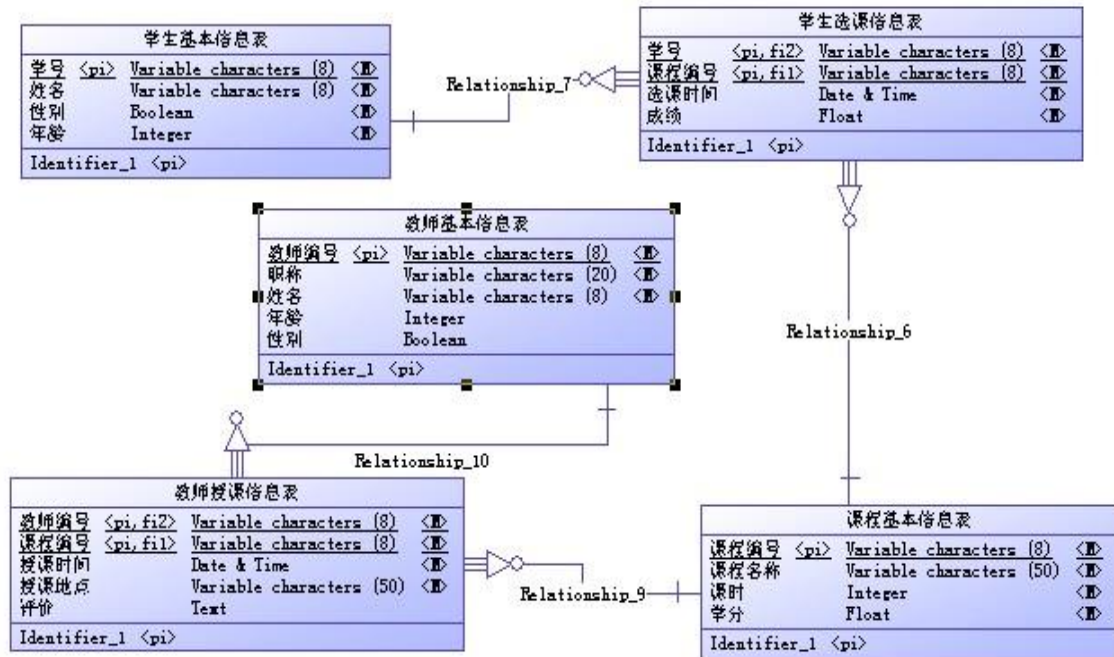 学生基本信息表
学号 <pi> Variable characters (8) <M>
姓名 Variable characters (8) <M>
性别 Boolean <M>
年龄 Integer <M>
Identifier_1 <pi>
Relationship_7
学生选课信息表
学号 <pi,fi2> Variable characters (8) <M>
课程编号 <pi,fi1> Variable characters (8) <M>
选课时间 Date & Time <M>
成绩 Float <M>
Identifier_1 <pi>
教师基本信息表
教师编号 <pi> Variable characters (8) <M>
职称 Variable characters (20) <M>
姓名 Variable characters (8) <M>
年龄 Integer
性别 Boolean
Identifier_1 <pi>
Relationship_6
Relationship_10
教师授课信息表
教师编号 <pi,fi2> Variable characters (8) <M>
课程编号 <pi,fi1> Variable characters (8) <M>
授课时间 Date & Time <M>
授课地点 Variable characters (50) <M>
评价 Text
Identifier_1 <pi>
Relationship_9
课程基本信息表
课程编号 <pi> Variable characters (8) <M>
课程名称 Variable characters (50) <M>
课时 Integer <M>
学分 Float <M>
Identifier_1 <pi>